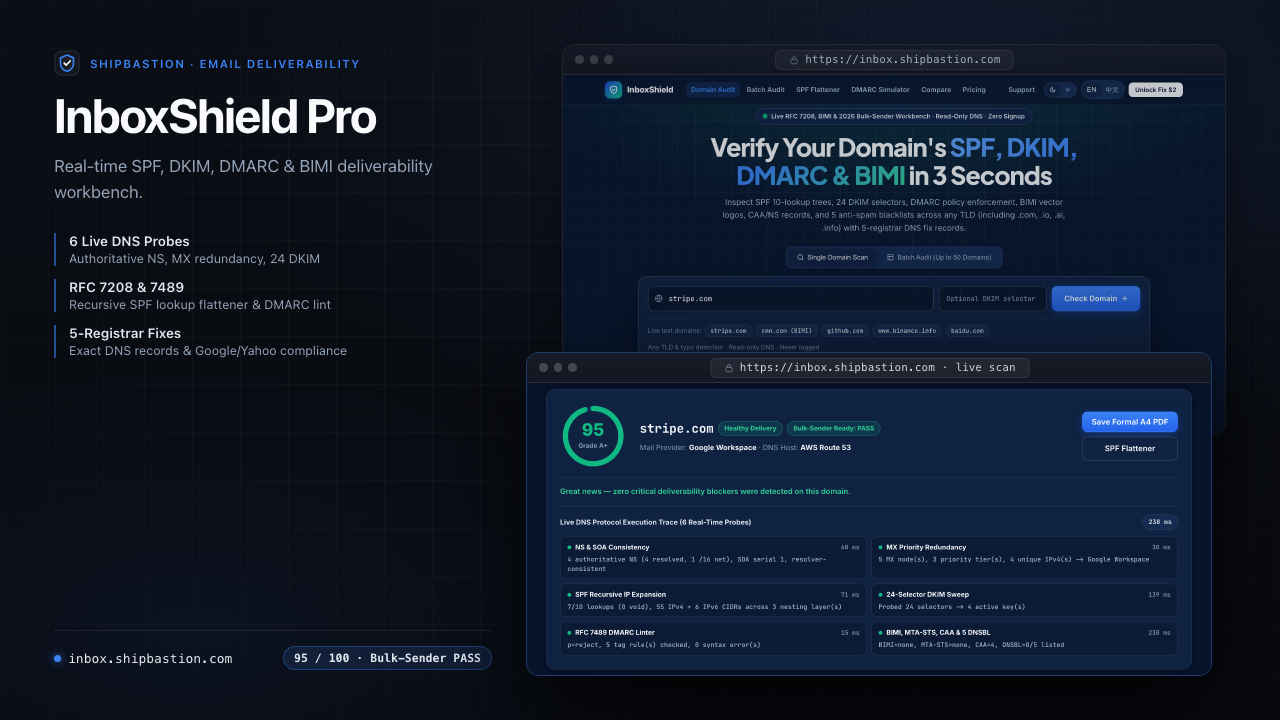 SHIPBASTION · EMAIL DELIVERABILITY
InboxShield Pro
Real-time SPF, DKIM, DMARC & BIMI deliverability
workbench.
6 Live DNS Probes
Authoritative NS, MX redundancy, 24 DKIM
RFC 7208 & 7489
Recursive SPF lookup flattener & DMARC lint
5-Registrar Fixes
Exact DNS records & Google/Yahoo compliance
inbox.shipbastion.com
95 / 100 · Bulk-Sender PASS
https://inbox.shipbastion.com
InboxShield Domain Audit Batch Audit SPF Flattener DMARC Simulator Compare Pricing Support EN 中文 Unlock Fix $2
Live RFC 7208, BIMI & 2026 Bulk-Sender Workbench · Read-Only DNS · Zero Signup
Verify Your Domain's SPF, DKIM,
DMARC & BIMI in 3 Seconds
Inspect SPF 10-lookup trees, 24 DKIM selectors, DMARC policy enforcement, BIMI vector
logos, CAA/NS records, and 5 anti-spam blacklists across any TLD (including .com, .io, .ai,
.info) with 5-registrar DNS fix records.
Single Domain Scan Batch Audit (Up to 50 Domains)
stripe.com Optional DKIM selector Check Domain →
Live test domains: stripe.com cmn.com (BIMI) github.com www.binance.info baidu.com
Any TLD & typo detection · Read-only DNS · Never logged
https://inbox.shipbastion.com · live scan
95
Grade A+
stripe.com Healthy Delivery Bulk-Sender Ready: PASS
Mail Provider: Google Workspace · DNS Host: AWS Route 53
Save Formal A4 PDF
SPF Flattener
Great news — zero critical deliverability blockers were detected on this domain.
Live DNS Protocol Execution Trace (6 Real-Time Probes) 238 ms
NS & SOA Consistency 60 ms
4 authoritative NS (4 resolved, 1 /16 net), SOA serial 1, resolver-
consistent
MX Priority Redundancy 30 ms
5 MX node(s), 3 priority tier(s), 4 unique IPv4(s) → Google Workspace
SPF Recursive IP Expansion 71 ms
7/10 lookups (0 void), 55 IPv4 + 6 IPv6 CIDRs across 3 nesting layer(s)
24-Selector DKIM Sweep 139 ms
Probed 24 selectors → 4 active key(s)
RFC 7489 DMARC Linter 15 ms
p=reject, 5 tag rule(s) checked, 0 syntax error(s)
BIMI, MTA-STS, CAA & 5 DNSBL 230 ms
BIMI=none, MTA-STS=none, CAA=4, DNSBL=0/5 listed